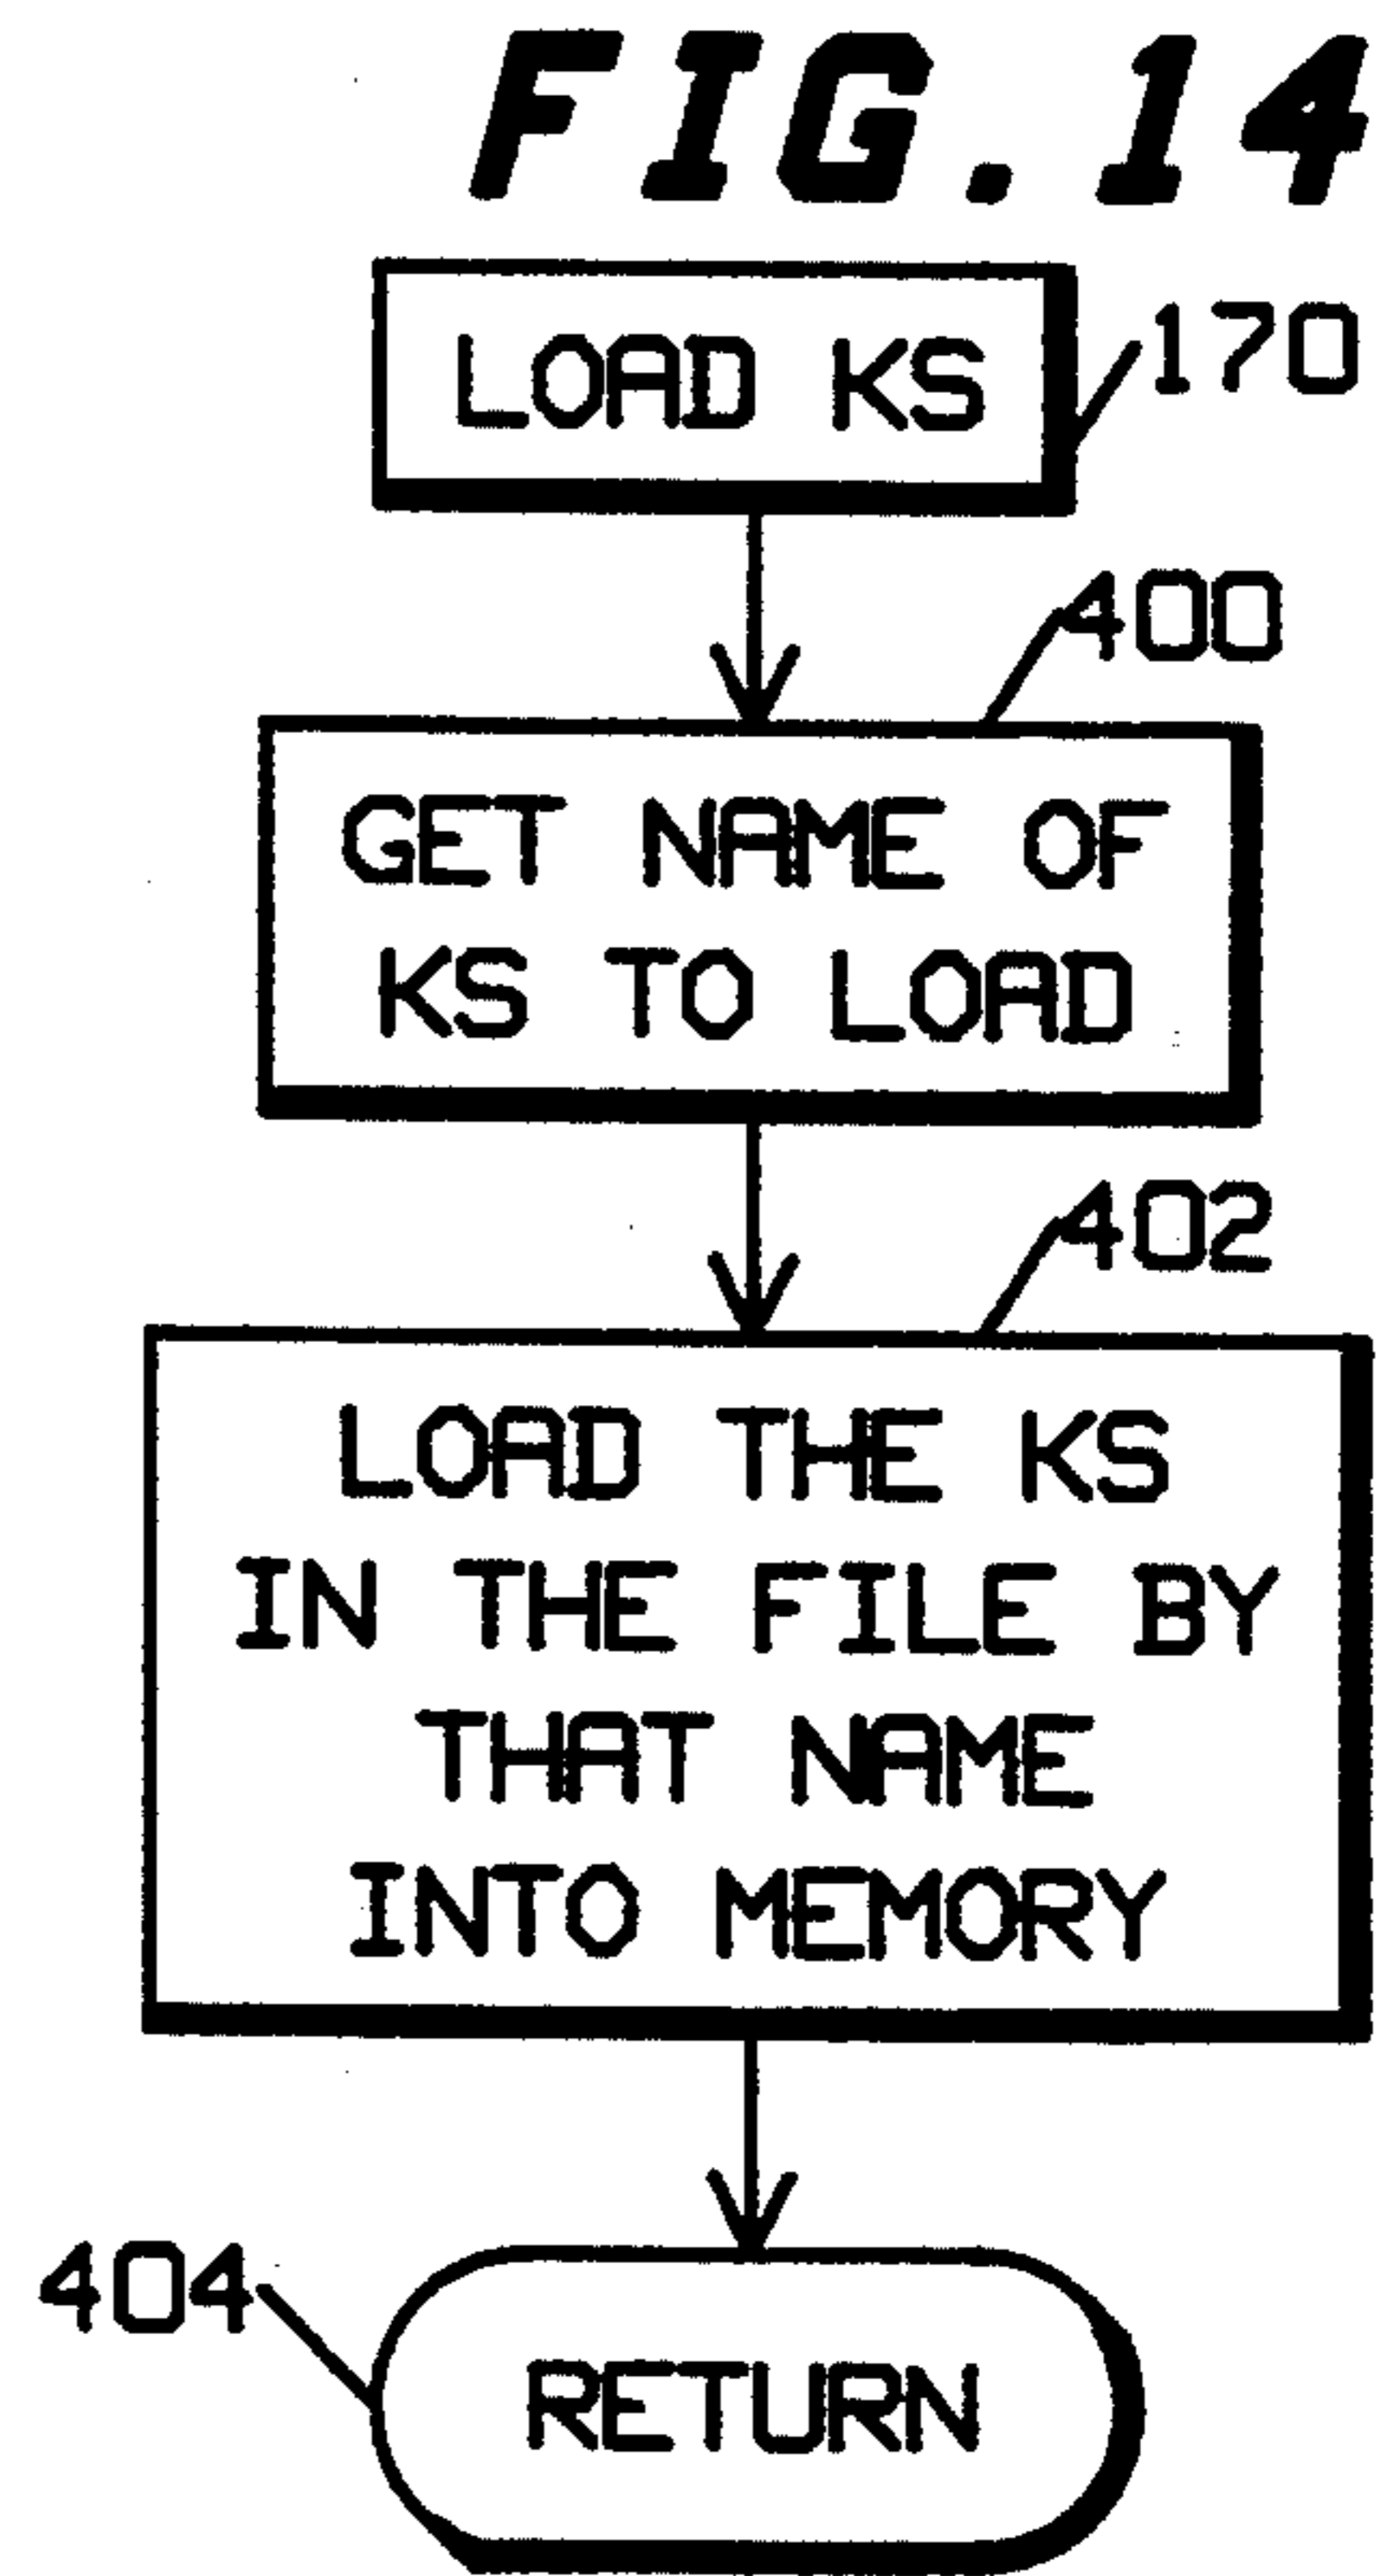 FIG.14
LOAD KS
170
400
GET NAME OF
KS TO LOAD
402
LOAD THE KS
IN THE FILE BY
THAT NAME
INTO MEMORY
404
RETURN